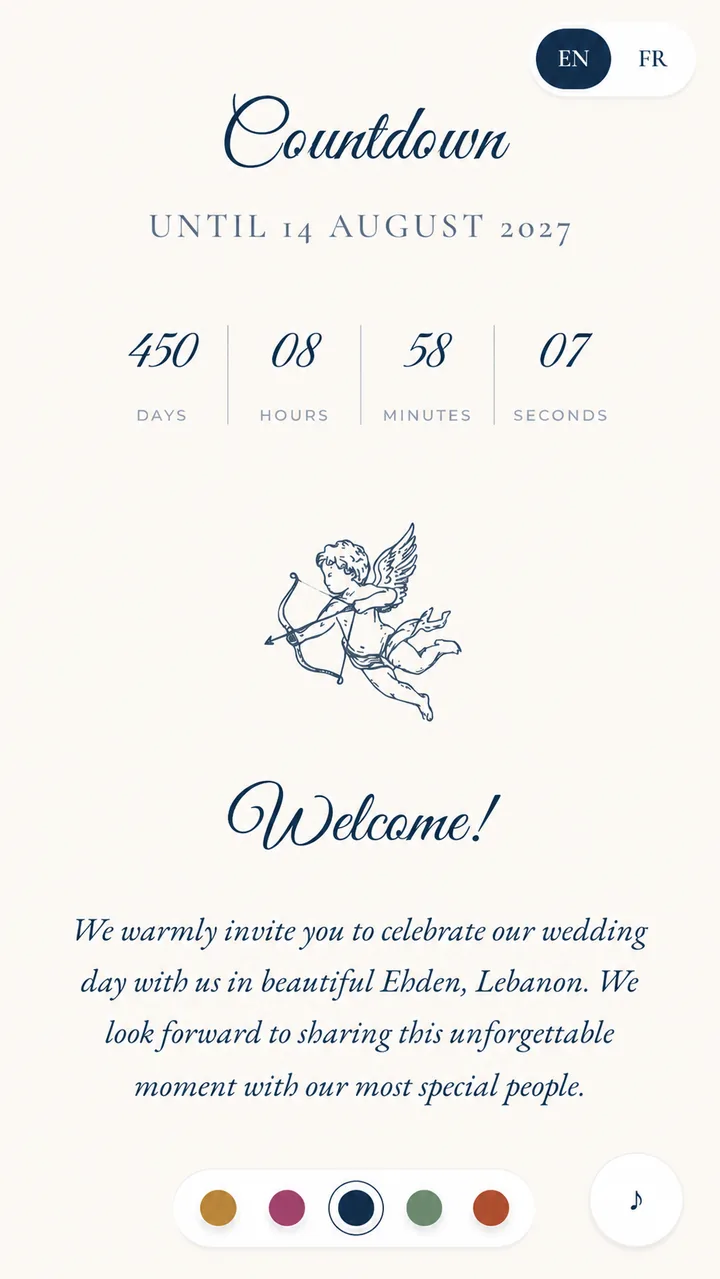 EN FR
Countdown
UNTIL 14 AUGUST 2027
450 08 58 07
DAYS HOURS MINUTES SECONDS
Welcome!
We warmly invite you to celebrate our wedding
day with us in beautiful Ehden, Lebanon. We
look forward to sharing this unforgettable
moment with our most special people.
♪